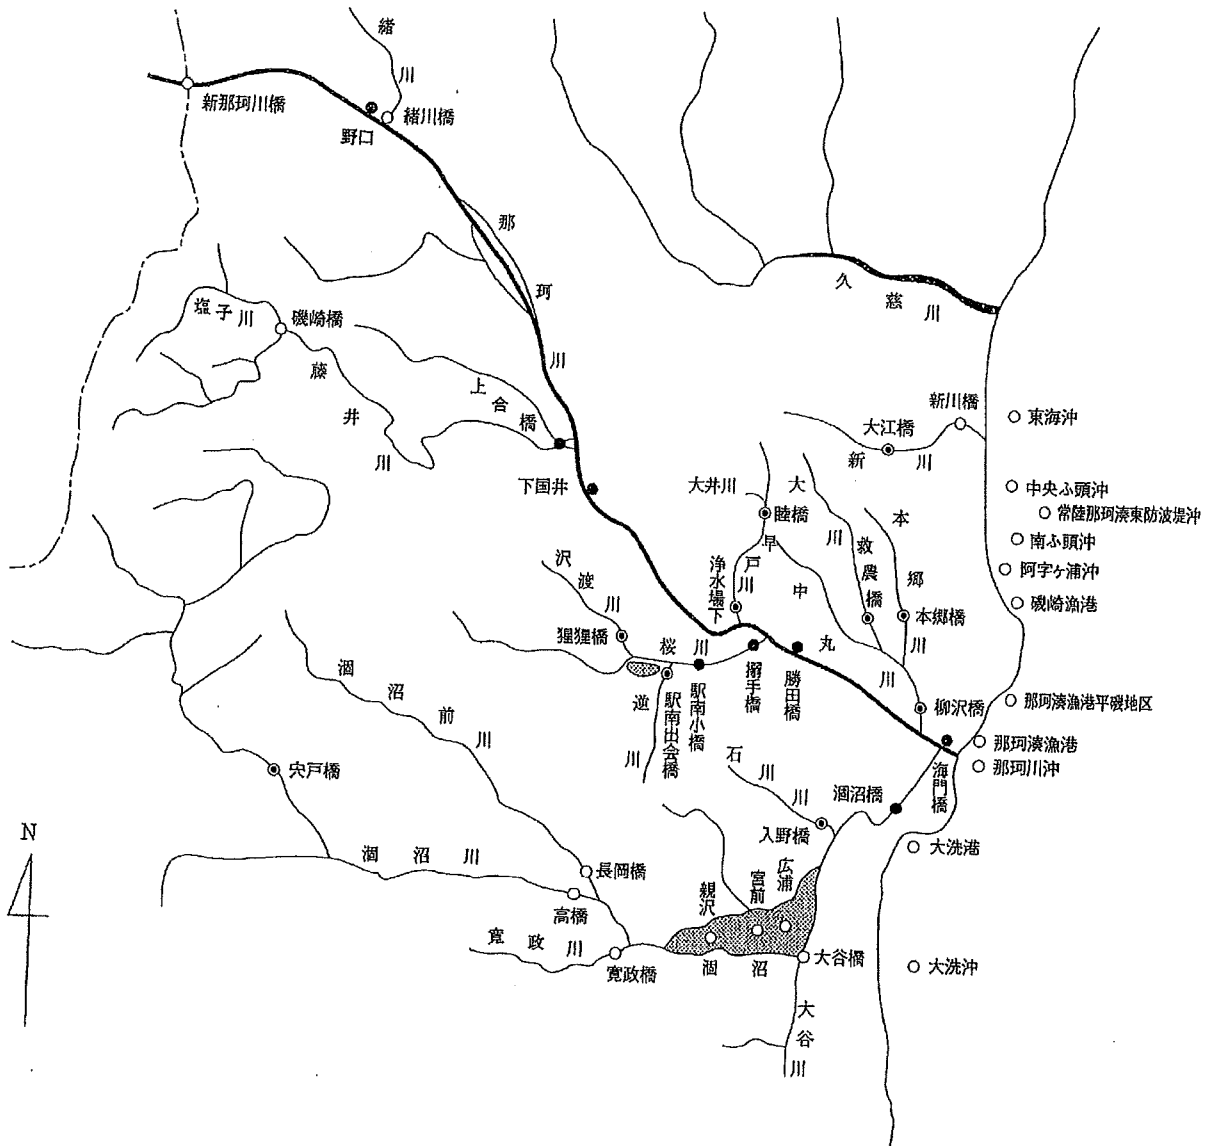 緒川
新那珂川橋
野口
緒川橋
那珂川
久慈川
塩子川
磯崎橋
藤井川
上合橋
下国井
新川橋
大江橋
新川
東海沖
中央ふ頭沖
常陸那珂湊東防波堤沖
南ふ頭沖
阿字ヶ浦沖
磯崎漁港
大井川
睦橋
早戸川
浄水場下
大川
救農橋
本郷川
本郷橋
中丸川
沢渡川
狸狸橋
桜川
逆川
駅南出会橋
駅南小橋
搦手橋
勝田橋
柳沢橋
那珂湊漁港平磯地区
那珂湊漁港
那珂川沖
海門橋
涸沼橋
石川川
入野橋
涸沼前川
宍戸橋
涸沼川
長岡橋
高橋
寛政川
寛政橋
親沢
宮前
広浦
涸沼
大谷橋
大谷川
大洗港
大洗沖
N